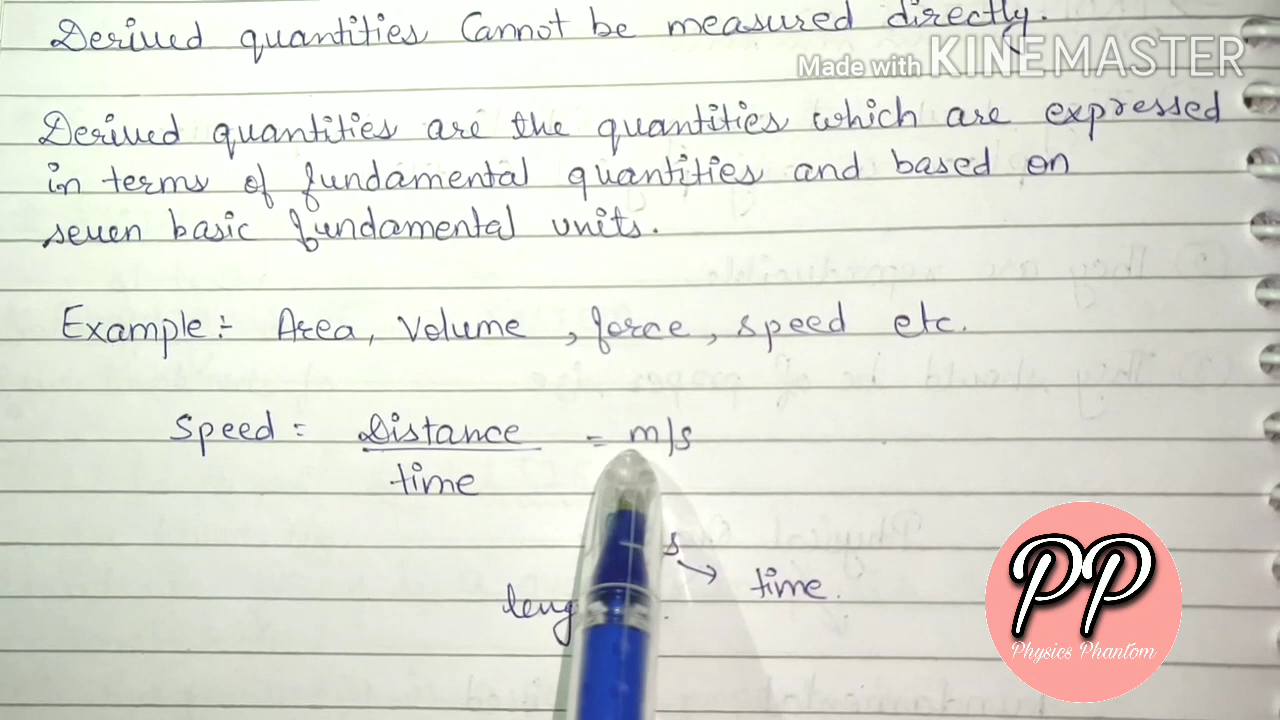 Derived quantities Cannot be measured directly.
Made with KINEMASTER
Derived quantities are the quantities which are expressed
in terms of fundamental quantities and based on
seven basic fundamental units.
Example:- Area, Volume, force, speed etc.
Speed = Distance = m/s
time
s
time.
leng
PP
Physics Phantom